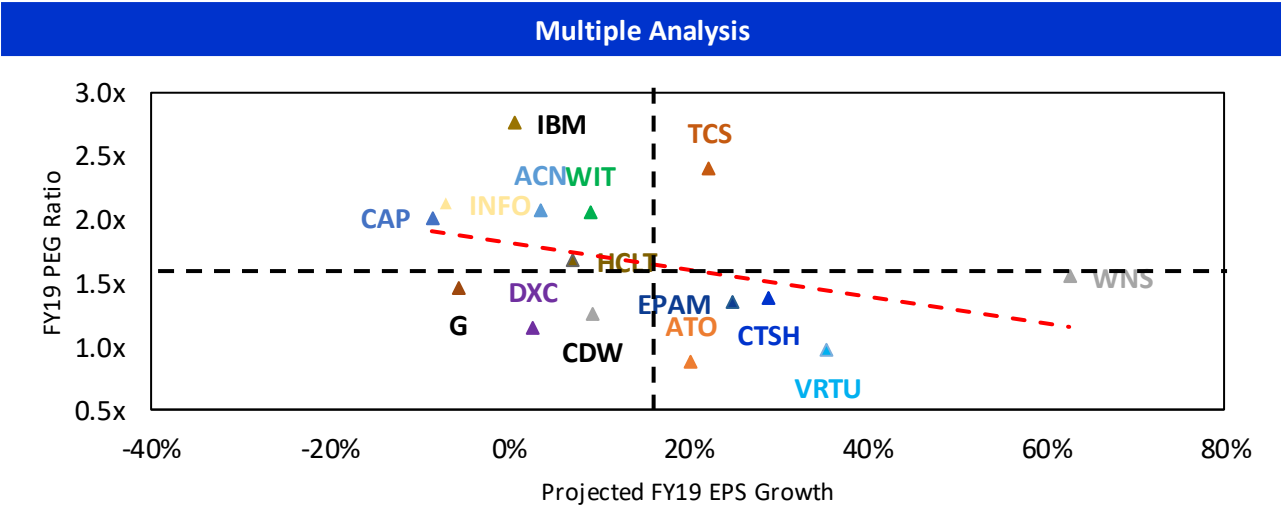 Multiple Analysis
3.0x
IBM
TCS
2.5x
ACN
WIT
INFO
CAP
2.0x
HCLT
WNS
1.5x
DXC
EPAM
G
ATO
CTSH
CDW
1.0x
VRTU
0.5x
FY19 PEG Ratio
-40%
-20%
0%
20%
40%
60%
80%
Projected FY19 EPS Growth